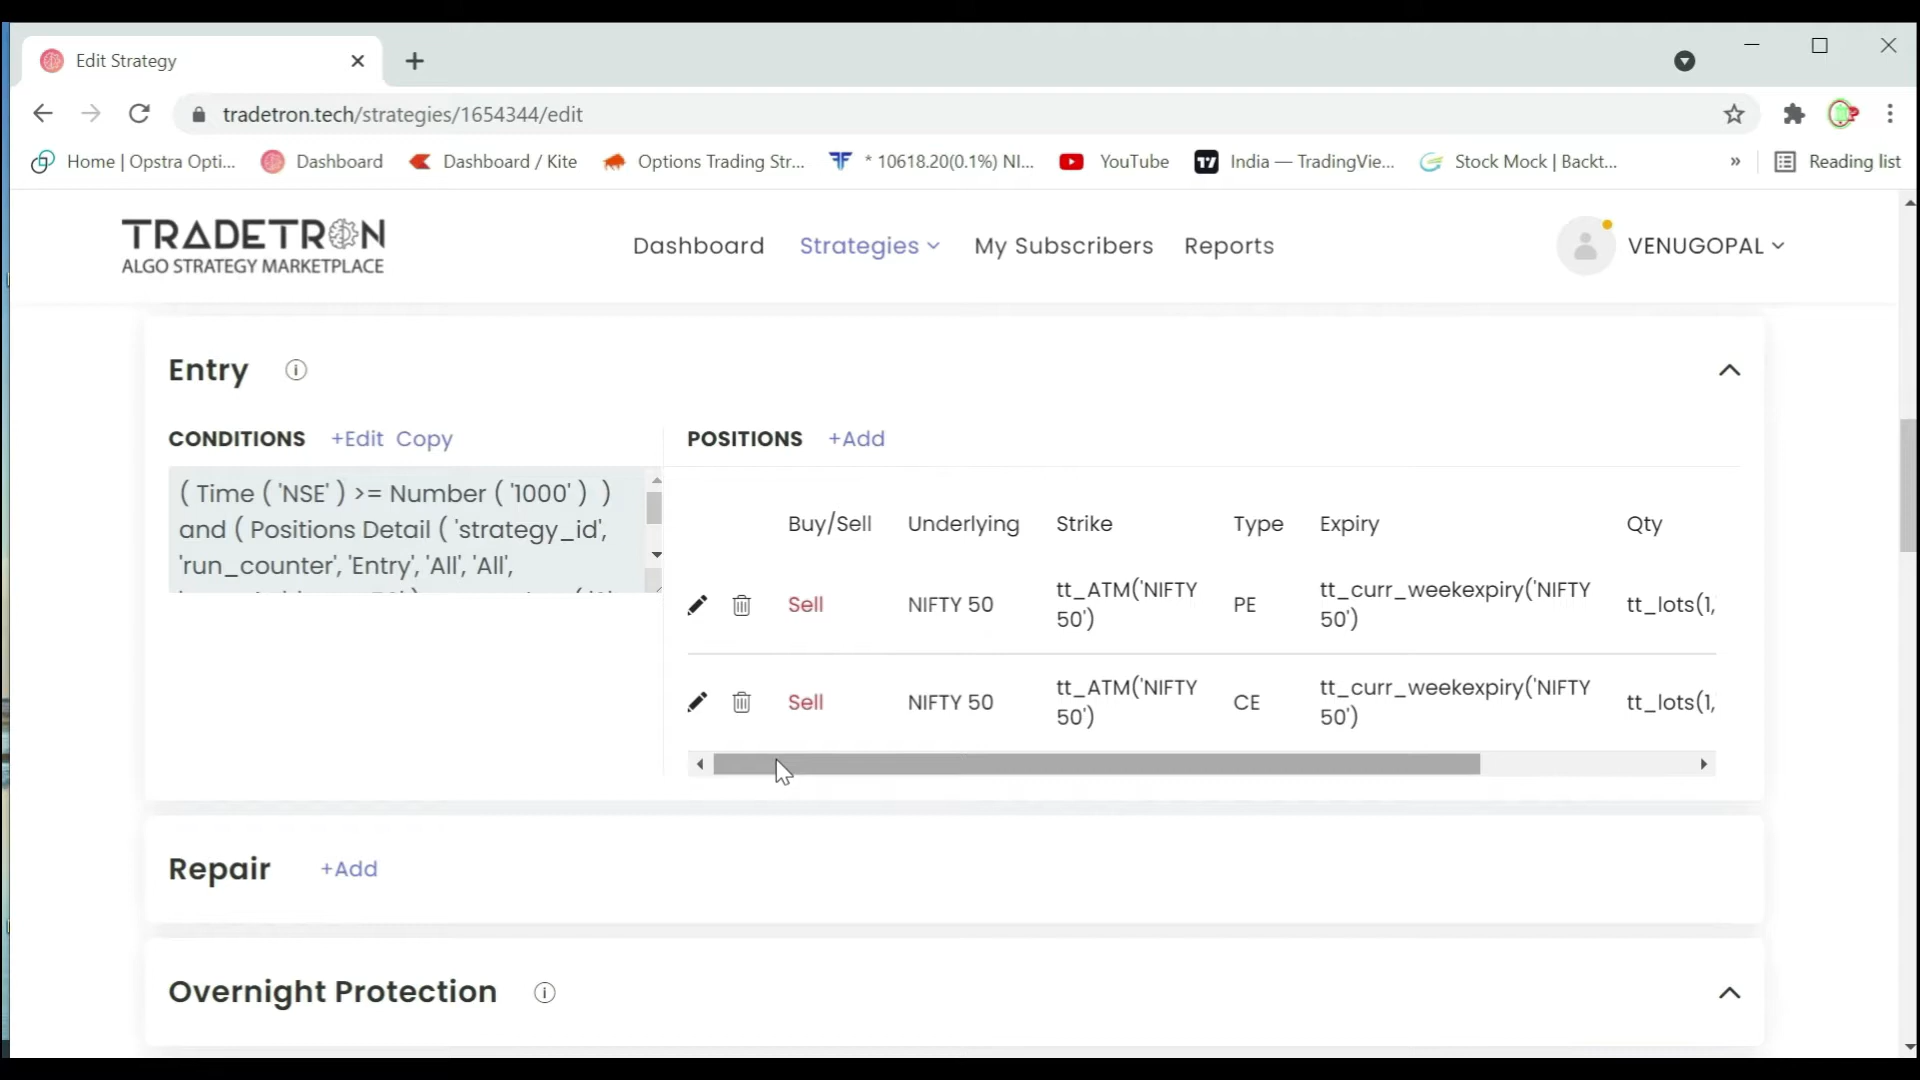 Edit Strategy
tradetron.tech/strategies/1654344/edit
Home | Opstra Opti...
Dashboard
Dashboard / Kite
Options Trading Str...
* 10618.20(0.1%) NI...
YouTube
India — TradingVie...
Stock Mock | Backt...
»
Reading list
TRADETRON
ALGO STRATEGY MARKETPLACE
Dashboard
Strategies
My Subscribers
Reports
VENUGOPAL
Entry
CONDITIONS
+Edit
Copy
( Time ( 'NSE' ) >= Number ( '1000' ) )
and ( Positions Detail ( 'strategy_id',
'run_counter', 'Entry', 'All', 'All',
POSITIONS
+Add
Buy/Sell
Underlying
Strike
Type
Expiry
Qty
Sell
NIFTY 50
tt_ATM('NIFTY
50')
PE
tt_curr_weekexpiry('NIFTY
50')
tt_lots(1,
Sell
NIFTY 50
tt_ATM('NIFTY
50')
CE
tt_curr_weekexpiry('NIFTY
50')
tt_lots(1,
Repair
+Add
Overnight Protection